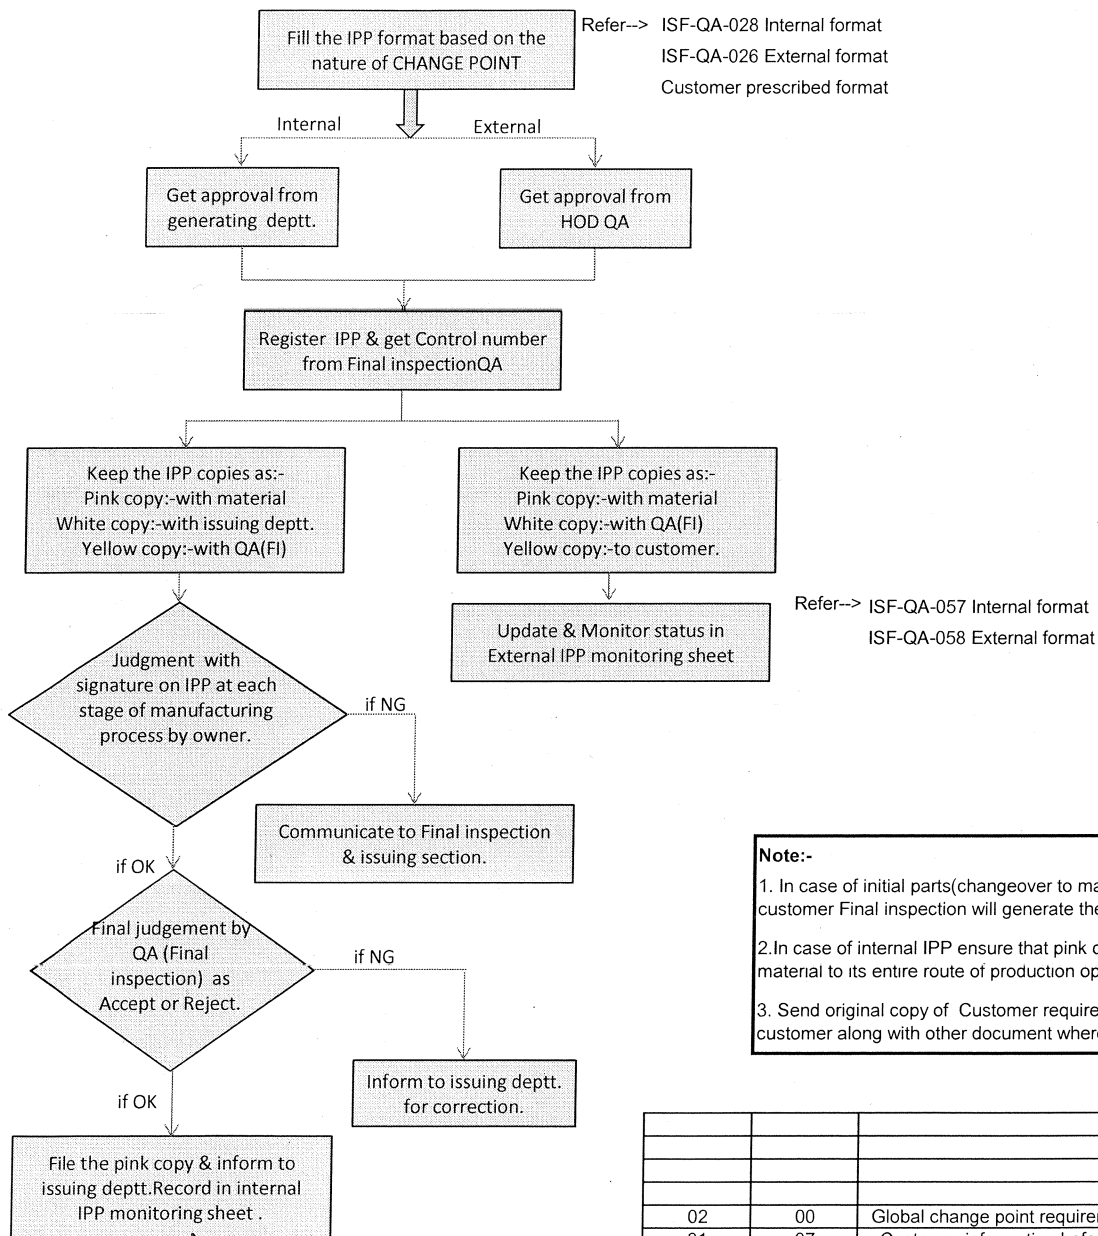 Fill the IPP format based on the
nature of CHANGE POINT
Refer--> ISF-QA-028 Internal format
ISF-QA-026 External format
Customer prescribed format
Internal
External
Get approval from
generating deptt.
Get approval from
HOD QA
Register IPP & get Control number
from Final inspectionQA
Keep the IPP copies as:-
Pink copy:-with material
White copy:-with issuing deptt.
Yellow copy:-with QA(FI)
Keep the IPP copies as:-
Pink copy:-with material
White copy:-with QA(FI)
Yellow copy:-to customer.
Update & Monitor status in
External IPP monitoring sheet
Refer--> ISF-QA-057 Internal format
ISF-QA-058 External format
Judgment with
signature on IPP at each
stage of manufacturing
process by owner.
if NG
Communicate to Final inspection
& issuing section.
if OK
Final judgement by
QA (Final
inspection) as
Accept or Reject.
if NG
Inform to issuing deptt.
for correction.
if OK
File the pink copy & inform to
issuing deptt.Record in internal
IPP monitoring sheet .
Note:-
1. In case of initial parts(changeover to ma
customer Final inspection will generate the
2.In case of internal IPP ensure that pink
material to its entire route of production op
3. Send original copy of Customer require
customer along with other document where
02 00 Global change point requirem